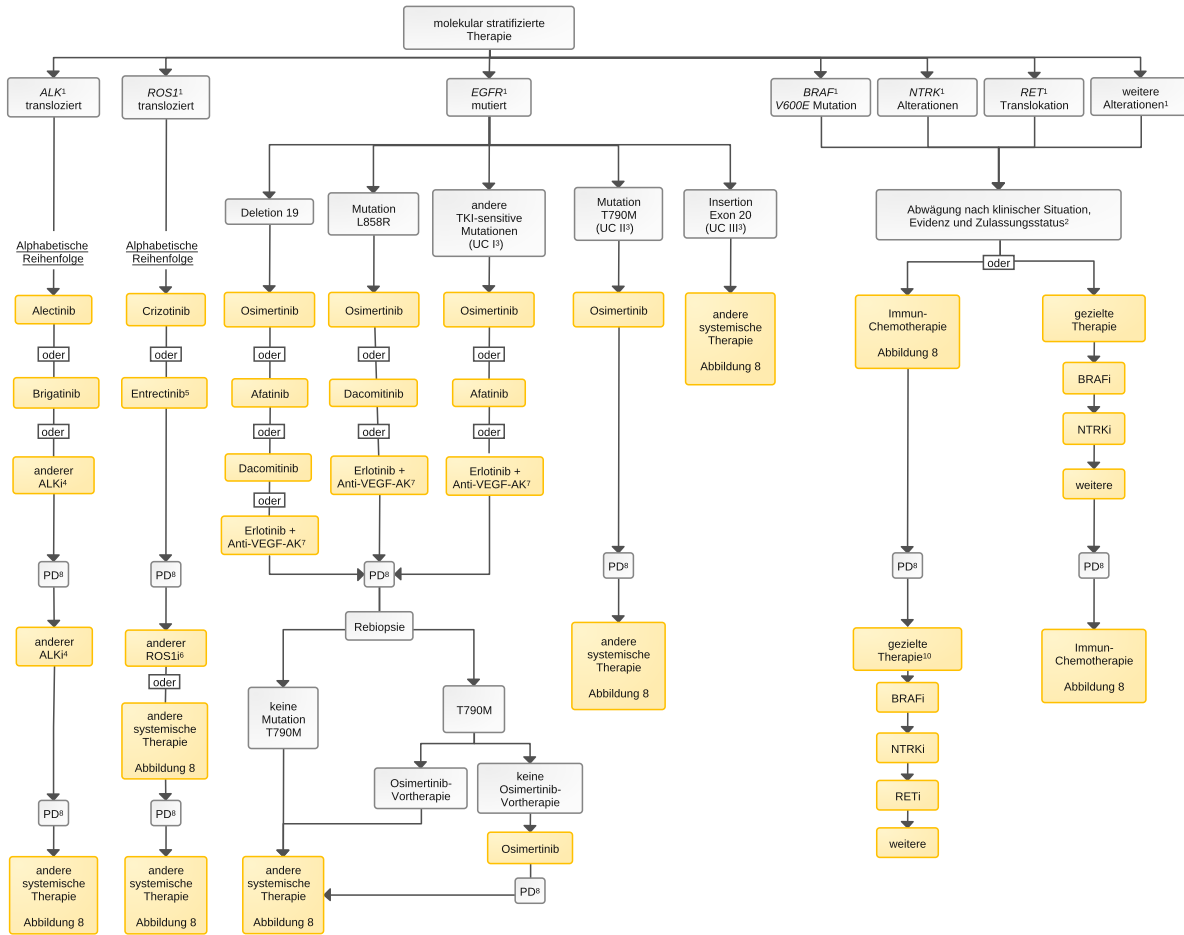 molekular stratifizierte
Therapie
ALK¹
transloziert
ROS1¹
transloziert
EGFR¹
mutiert
BRAF¹
V600E Mutation
NTRK¹
Alterationen
RET¹
Translokation
weitere
Alterationen¹
Alphabetische
Reihenfolge
Alectinib
oder
Brigatinib
oder
anderer
ALKi⁴
PD⁸
anderer
ALKi⁴
PD⁸
andere
systemische
Therapie
Abbildung 8
Alphabetische
Reihenfolge
Crizotinib
oder
Entrectinib⁵
PD⁸
anderer
ROS1i⁶
oder
andere
systemische
Therapie
Abbildung 8
PD⁸
andere
systemische
Therapie
Abbildung 8
Deletion 19
Osimertinib
oder
Afatinib
oder
Dacomitinib
oder
Erlotinib +
Anti-VEGF-AK⁷
Mutation
L858R
Osimertinib
oder
Dacomitinib
oder
Erlotinib +
Anti-VEGF-AK⁷
andere
TKI-sensitive
Mutationen
(UC I³)
Osimertinib
oder
Afatinib
oder
Erlotinib +
Anti-VEGF-AK⁷
PD⁸
Rebiopsie
keine
Mutation
T790M
T790M
Osimertinib-
Vortherapie
keine
Osimertinib-
Vortherapie
Osimertinib
PD⁸
andere
systemische
Therapie
Abbildung 8
Mutation
T790M
(UC II³)
Osimertinib
PD⁸
andere
systemische
Therapie
Abbildung 8
Insertion
Exon 20
(UC III³)
andere
systemische
Therapie
Abbildung 8
Abwägung nach klinischer Situation,
Evidenz und Zulassungsstatus²
oder
Immun-
Chemotherapie
Abbildung 8
PD⁸
gezielte
Therapie¹⁰
BRAFi
NTRKi
RETi
weitere
gezielte
Therapie
BRAFi
NTRKi
weitere
PD⁸
Immun-
Chemotherapie
Abbildung 8